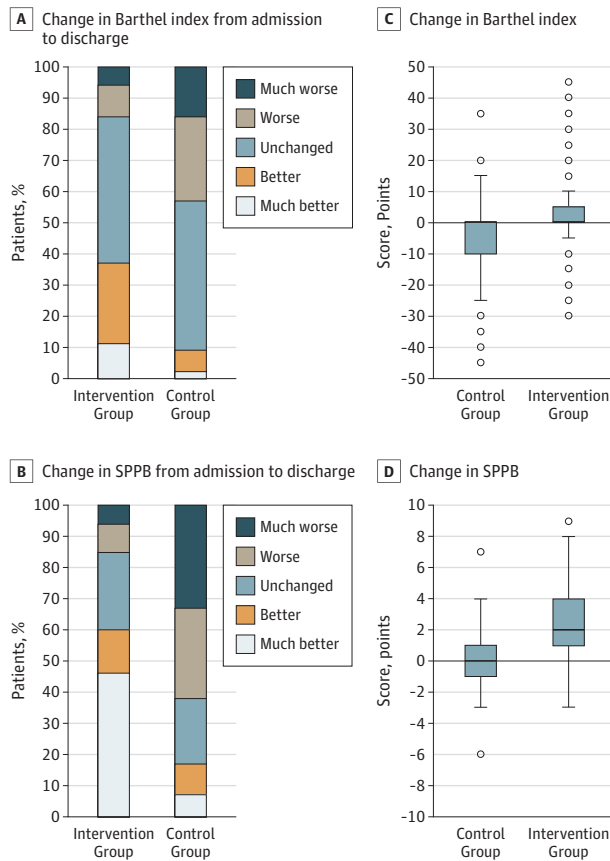 A Change in Barthel index from admission
to discharge
100
90
80
70
60
50
40
30
20
10
0
Patients, %
Intervention
Group
Control
Group
Much worse
Worse
Unchanged
Better
Much better
C Change in Barthel index
50
40
30
20
10
0
-10
-20
-30
-40
-50
Score, Points
Control
Group
Intervention
Group
B Change in SPPB from admission to discharge
100
90
80
70
60
50
40
30
20
10
0
Patients, %
Intervention
Group
Control
Group
Much worse
Worse
Unchanged
Better
Much better
D Change in SPPB
10
8
6
4
2
0
-2
-4
-6
-8
-10
Score, points
Control
Group
Intervention
Group